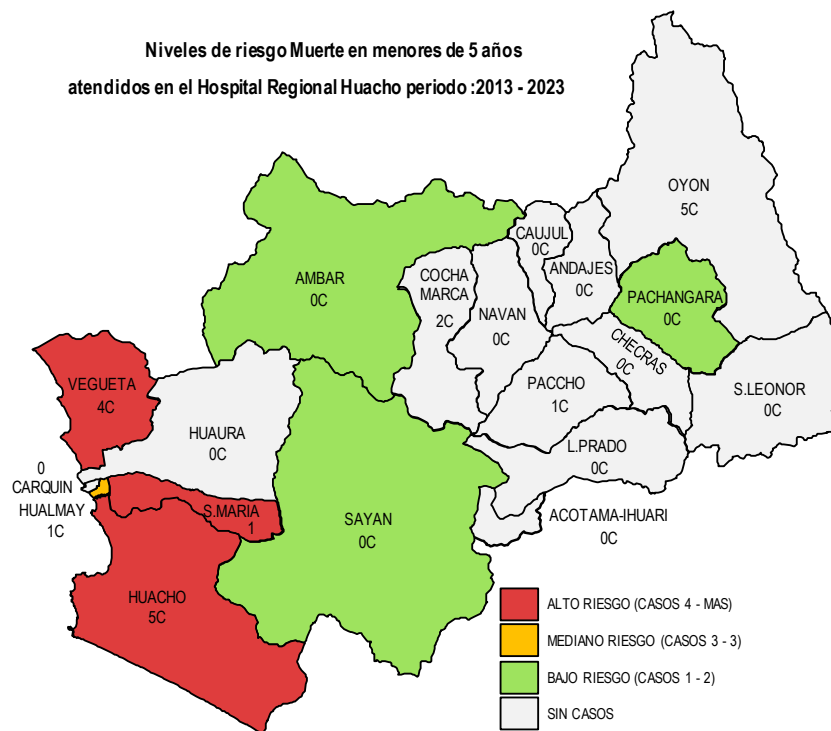 Niveles de riesgo Muerte en menores de 5 años
atendidos en el Hospital Regional Huacho periodo :2013 - 2023
OYON
5C
CAUJUL
0C
ANDAJES
0C
AMBAR
0C
COCHA
MARCA
2C
NAVAN
0C
PACHANGARA
0C
CHECRAS
0C
VEGUETA
4C
PACCHO
1C
S.LEONOR
0C
HUAURA
0C
L.PRADO
0C
0
CARQUIN
HUALMAY
1C
S.MARIA
1
SAYAN
0C
ACOTAMA-IHUARI
0C
HUACHO
5C
ALTO RIESGO (CASOS 4 - MAS)
MEDIANO RIESGO (CASOS 3 - 3)
BAJO RIESGO (CASOS 1 - 2)
SIN CASOS